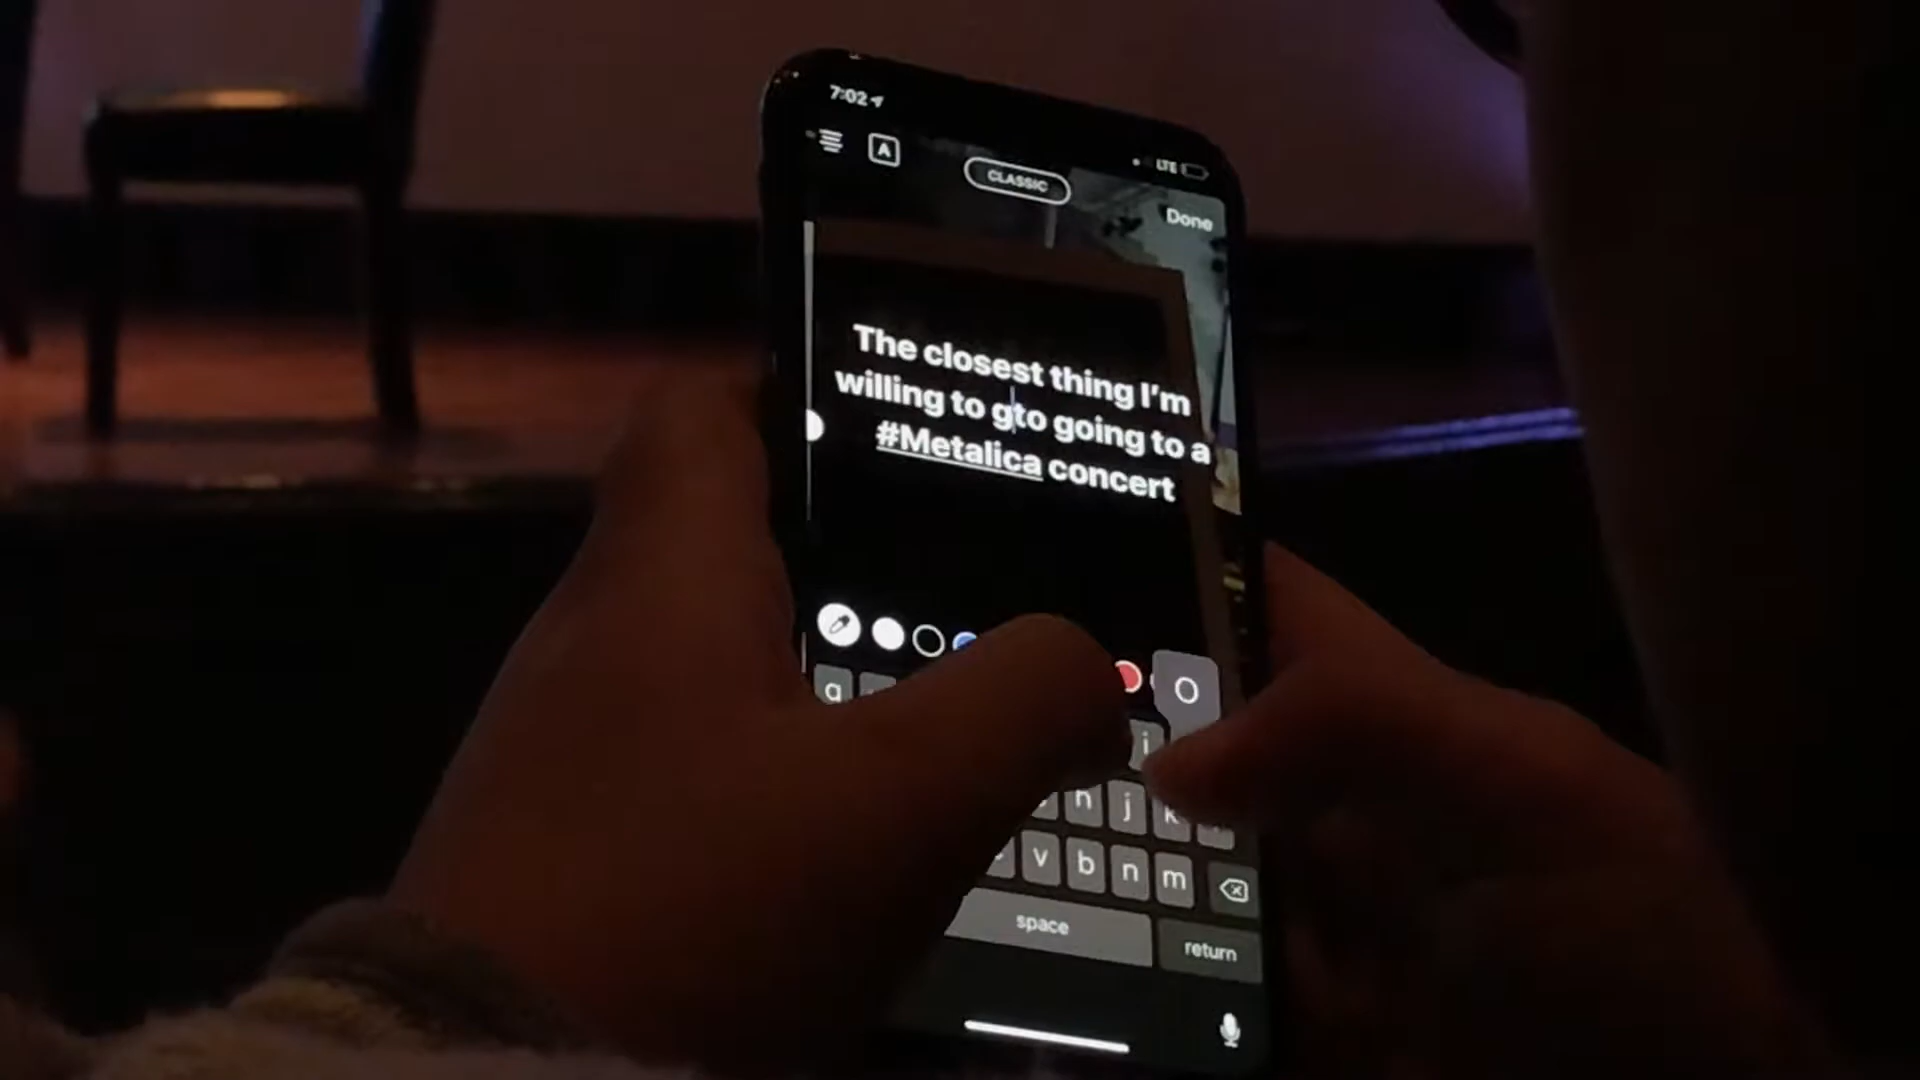 7:02
LTE
A
CLASSIC
Done
The closest thing I'm
willing to gto going to a
#Metalica concert
q
O
i
h j k
v b n m
space
return